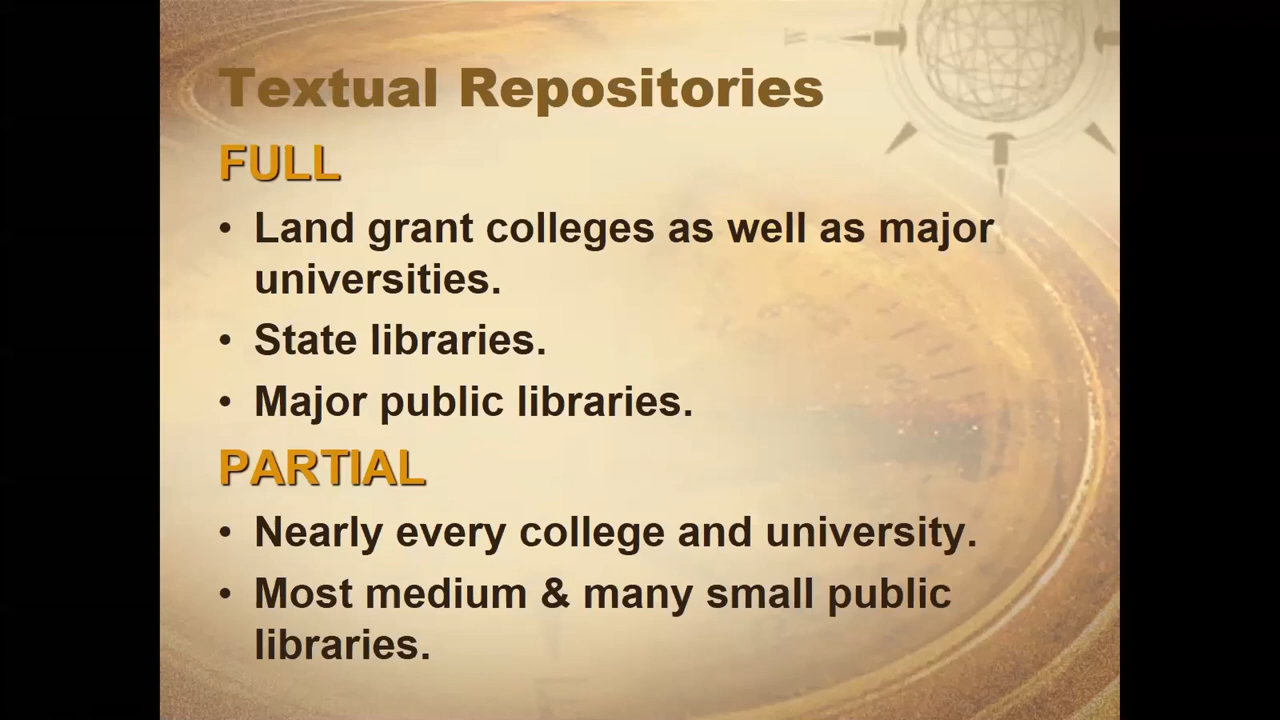 Textual Repositories
FULL
• Land grant colleges as well as major
universities.
• State libraries.
• Major public libraries.
PARTIAL
• Nearly every college and university.
• Most medium & many small public
libraries.